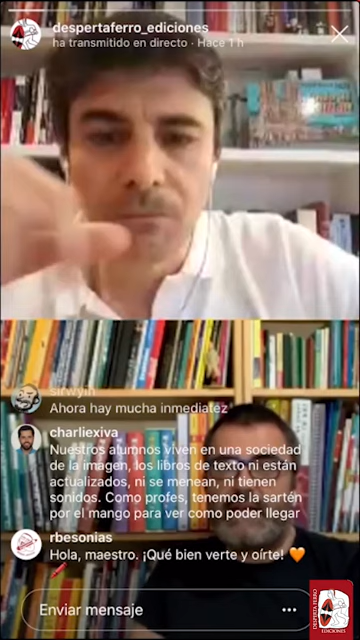 despertaferro_ediciones
ha transmitido en directo · Hace 1 h
sirwyin
Ahora hay mucha inmediatez
charliexiva
Nuestros alumnos viven en una sociedad
de la imagen, los libros de texto ni están
actualizados, ni se menean, ni tienen
sonidos. Como profes, tenemos la sartén
por el mango para ver como poder llegar
rbesonias
Hola, maestro. ¡Qué bien verte y oírte! 🧡
Enviar mensaje
DESPERTA FERRO
EDICIONES